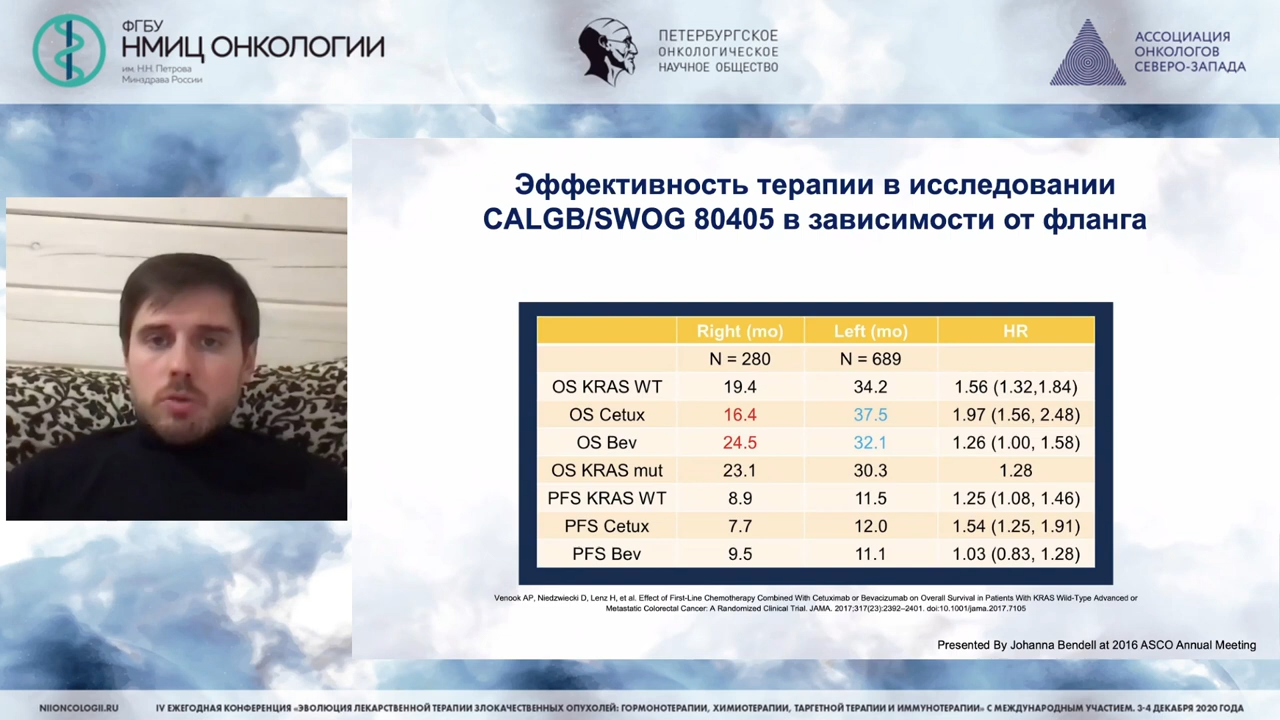 ФГБУ
НМИЦ ОНКОЛОГИИ
им. Н.Н. Петрова
Минздрава России
ПЕТЕРБУРГСКОЕ
ОНКОЛОГИЧЕСКОЕ
НАУЧНОЕ ОБЩЕСТВО
АССОЦИАЦИЯ
ОНКОЛОГОВ
СЕВЕРО-ЗАПАДА
Эффективность терапии в исследовании
CALGB/SWOG 80405 в зависимости от фланга
Right (mo) Left (mo) HR
N = 280 N = 689
OS KRAS WT 19.4 34.2 1.56 (1.32,1.84)
OS Cetux 16.4 37.5 1.97 (1.56, 2.48)
OS Bev 24.5 32.1 1.26 (1.00, 1.58)
OS KRAS mut 23.1 30.3 1.28
PFS KRAS WT 8.9 11.5 1.25 (1.08, 1.46)
PFS Cetux 7.7 12.0 1.54 (1.25, 1.91)
PFS Bev 9.5 11.1 1.03 (0.83, 1.28)
Venook AP, Niedzwiecki D, Lenz H, et al. Effect of First-Line Chemotherapy Combined With Cetuximab or Bevacizumab on Overall Survival in Patients With KRAS Wild-Type Advanced or
Metastatic Colorectal Cancer: A Randomized Clinical Trial. JAMA. 2017;317(23):2392–2401. doi:10.1001/jama.2017.7105
Presented By Johanna Bendell at 2016 ASCO Annual Meeting
NIIONCOLOGII.RU IV ЕЖЕГОДНАЯ КОНФЕРЕНЦИЯ «ЭВОЛЮЦИЯ ЛЕКАРСТВЕННОЙ ТЕРАПИИ ЗЛОКАЧЕСТВЕННЫХ ОПУХОЛЕЙ: ГОРМОНОТЕРАПИИ, ХИМИОТЕРАПИИ, ТАРГЕТНОЙ ТЕРАПИИ И ИММУНОТЕРАПИИ» С МЕЖДУНАРОДНЫМ УЧАСТИЕМ. 3-4 ДЕКАБРЯ 2020 ГОДА